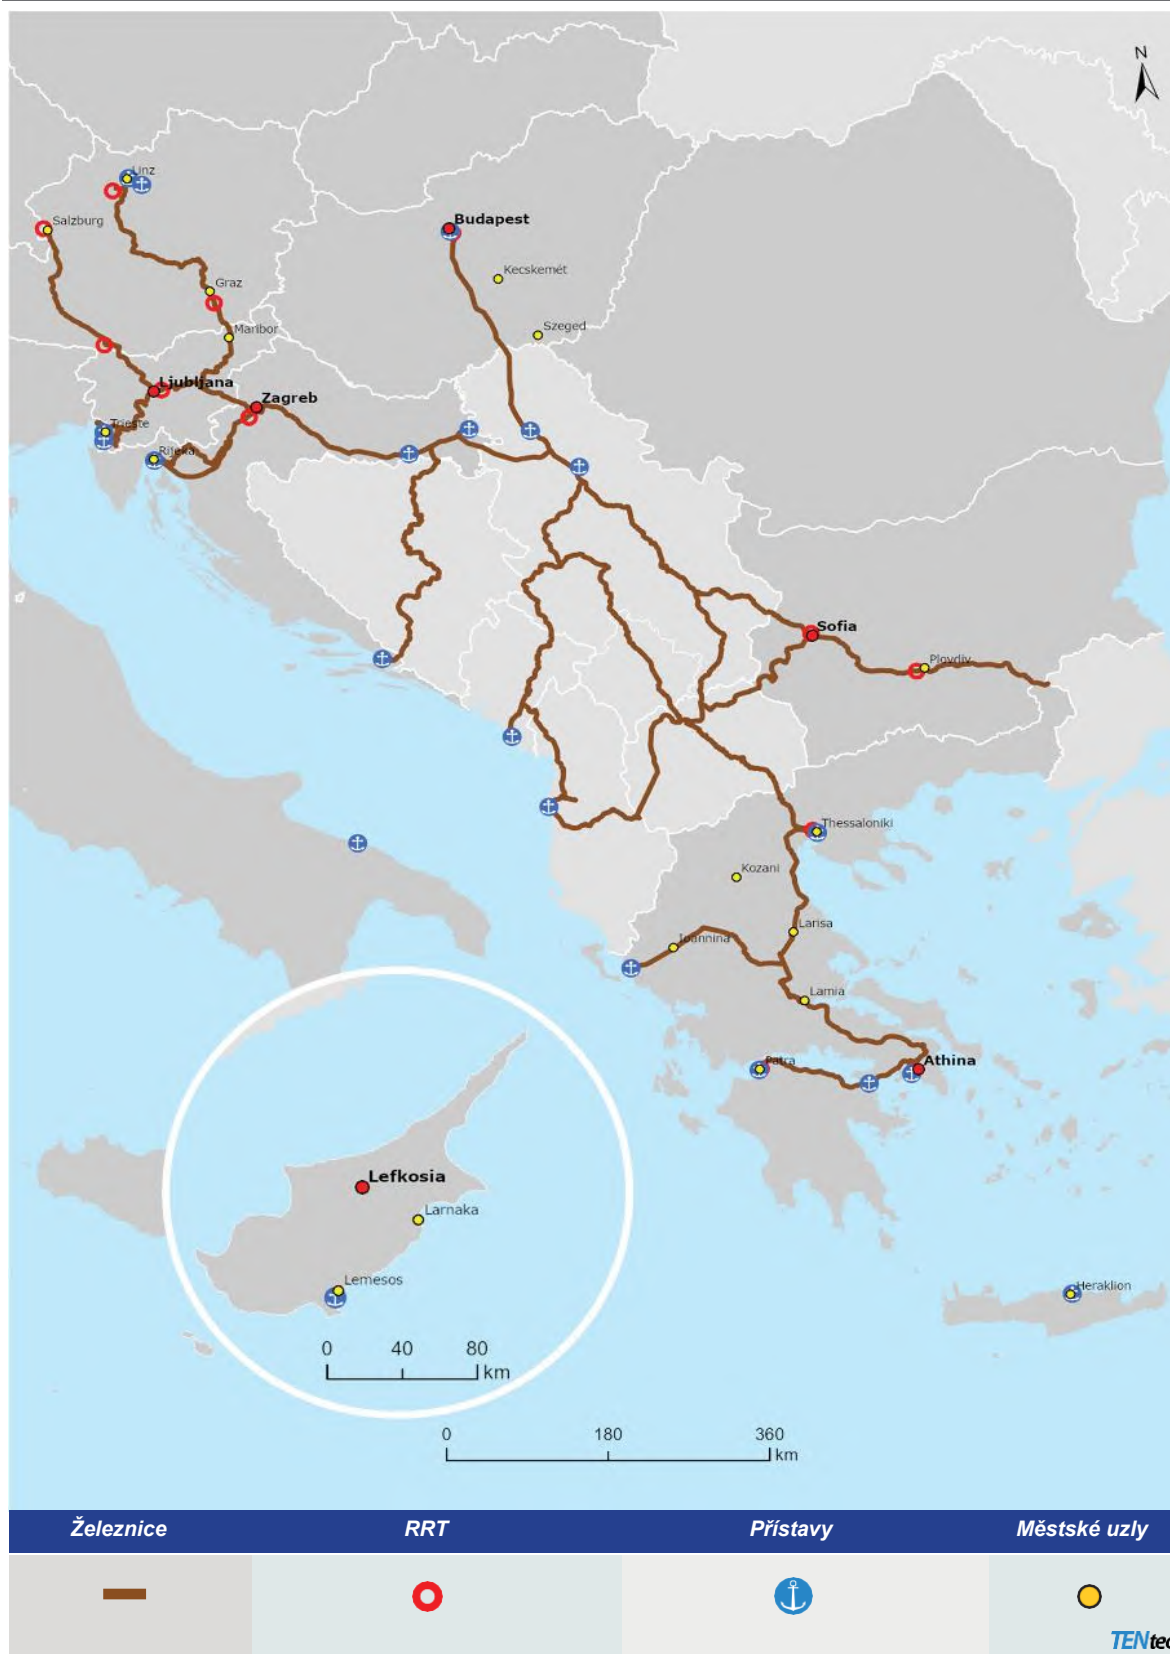 N
Linz
Salzburg
Budapest
Kecskemét
Graz
Szeged
Maribor
Ljubljana
Zagreb
Trieste
Rijeka
Sofia
Plovdiv
Thessaloniki
Kozani
Larisa
Ioannina
Lamia
Patra
Athina
Lefkosia
Larnaka
Lemesos
Heraklion
0 40 80
km
0 180 360
km
Železnice RRT Přístavy Městské uzly
TENtec